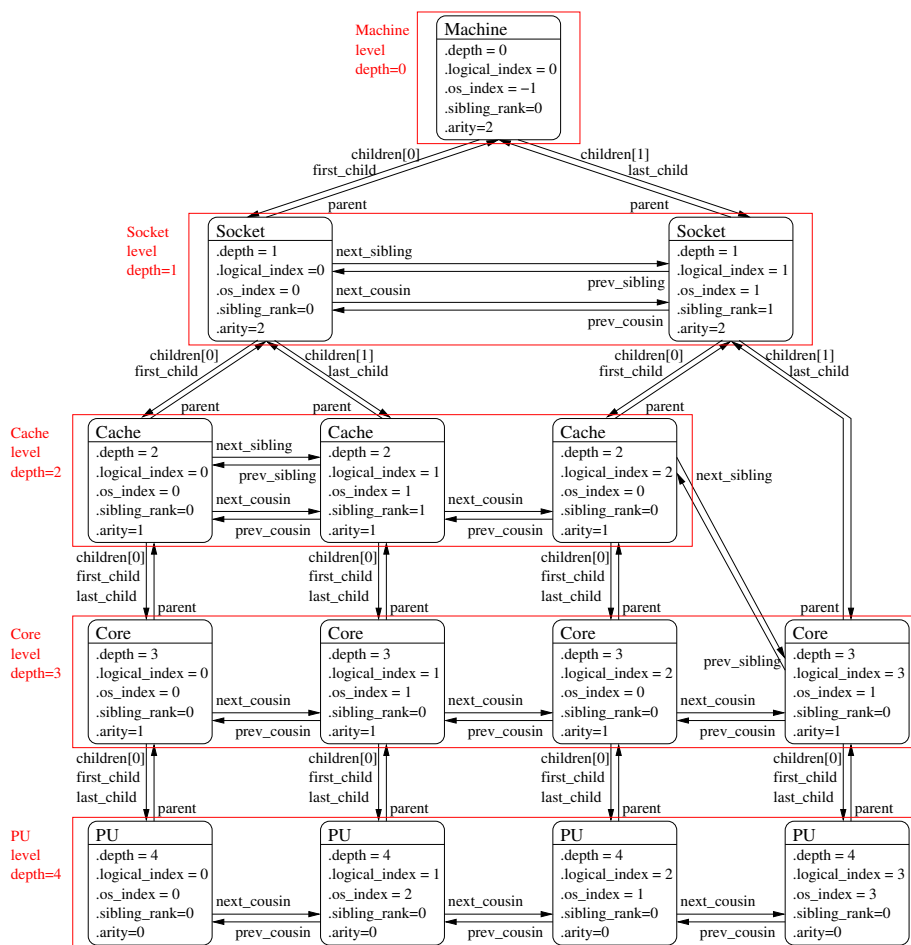 Machine
level
depth=0
Machine
.depth = 0
.logical_index = 0
.os_index = −1
.sibling_rank=0
.arity=2
children[0]
first_child
parent
children[1]
last_child
parent
Socket
level
depth=1
Socket
.depth = 1
.logical_index =0
.os_index = 0
.sibling_rank=0
.arity=2
next_sibling
prev_sibling
next_cousin
prev_cousin
Socket
.depth = 1
.logical_index = 1
.os_index = 1
.sibling_rank=1
.arity=2
children[0]
first_child
parent
children[1]
last_child
parent
children[0]
first_child
parent
children[1]
last_child
Cache
level
depth=2
Cache
.depth = 2
.logical_index = 0
.os_index = 0
.sibling_rank=0
.arity=1
next_sibling
prev_sibling
next_cousin
prev_cousin
Cache
.depth = 2
.logical_index = 1
.os_index = 1
.sibling_rank=1
.arity=1
next_cousin
prev_cousin
Cache
.depth = 2
.logical_index = 2
.os_index = 0
.sibling_rank=0
.arity=1
next_sibling
prev_sibling
children[0]
first_child
last_child
parent
children[0]
first_child
last_child
parent
children[0]
first_child
last_child
parent
parent
Core
level
depth=3
Core
.depth = 3
.logical_index = 0
.os_index = 0
.sibling_rank=0
.arity=1
next_cousin
prev_cousin
Core
.depth = 3
.logical_index = 1
.os_index = 1
.sibling_rank=0
.arity=1
next_cousin
prev_cousin
Core
.depth = 3
.logical_index = 2
.os_index = 0
.sibling_rank=0
.arity=1
next_cousin
prev_cousin
Core
.depth = 3
.logical_index = 3
.os_index = 1
.sibling_rank=0
.arity=1
children[0]
first_child
last_child
parent
children[0]
first_child
last_child
parent
children[0]
first_child
last_child
parent
children[0]
first_child
last_child
parent
PU
level
depth=4
PU
.depth = 4
.logical_index = 0
.os_index = 0
.sibling_rank=0
.arity=0
next_cousin
prev_cousin
PU
.depth = 4
.logical_index = 1
.os_index = 2
.sibling_rank=0
.arity=0
next_cousin
prev_cousin
PU
.depth = 4
.logical_index = 2
.os_index = 1
.sibling_rank=0
.arity=0
next_cousin
prev_cousin
PU
.depth = 4
.logical_index = 3
.os_index = 3
.sibling_rank=0
.arity=0